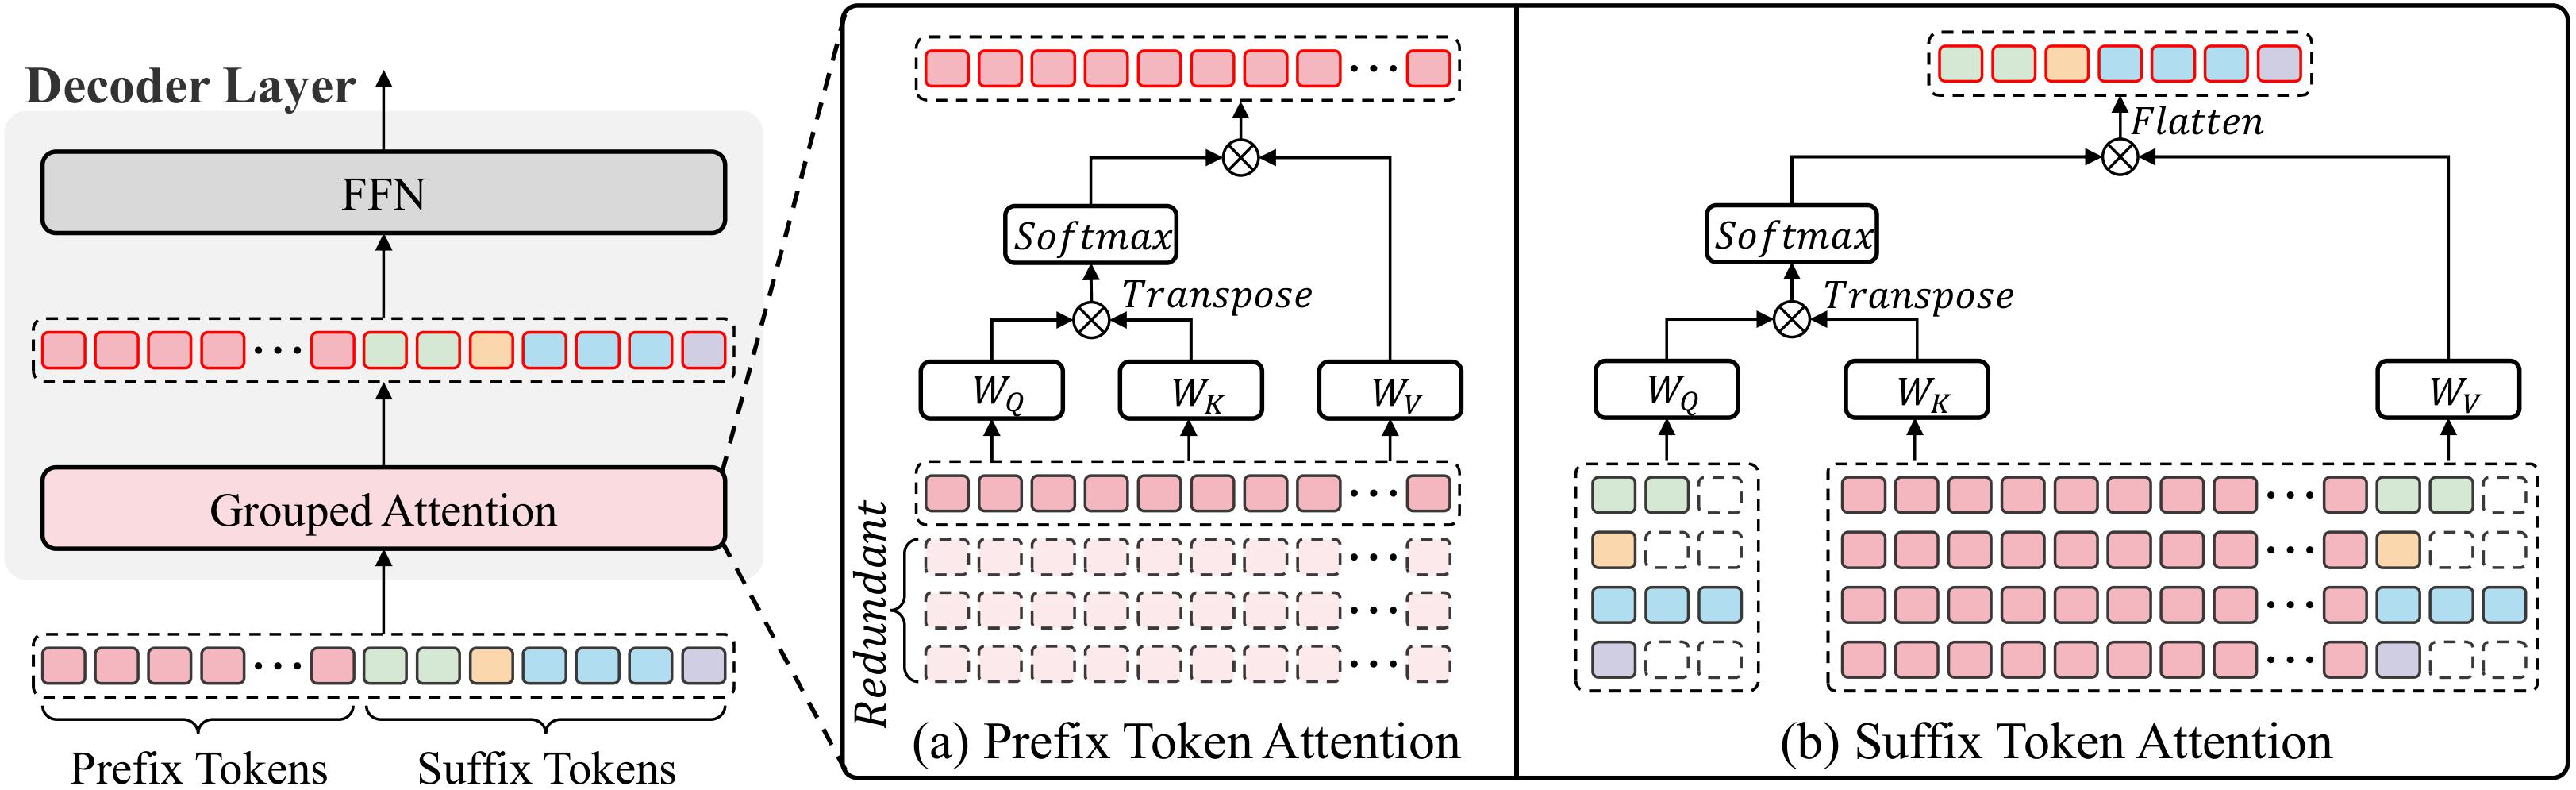 Decoder Layer
FFN
Grouped Attention
Prefix Tokens
Suffix Tokens
Softmax
Transpose
W_Q
W_K
W_V
Redundant
(a) Prefix Token Attention
Flatten
Softmax
Transpose
W_Q
W_K
W_V
(b) Suffix Token Attention